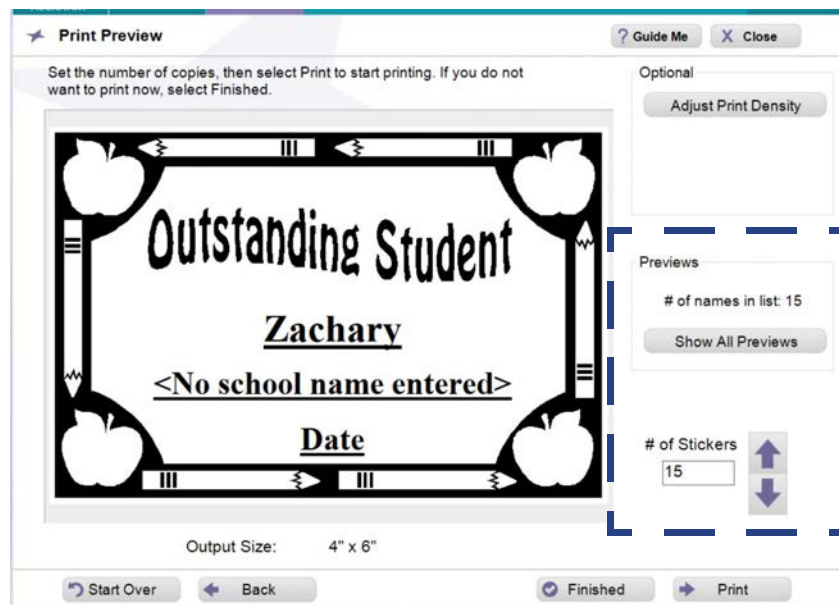 Print Preview
? Guide Me
X Close
Set the number of copies, then select Print to start printing. If you do not
want to print now, select Finished.
Optional
Adjust Print Density
Outstanding Student
Zachary
<No school name entered>
Date
Previews
# of names in list: 15
Show All Previews
# of Stickers
15
Output Size: 4" x 6"
Start Over
Back
Finished
Print